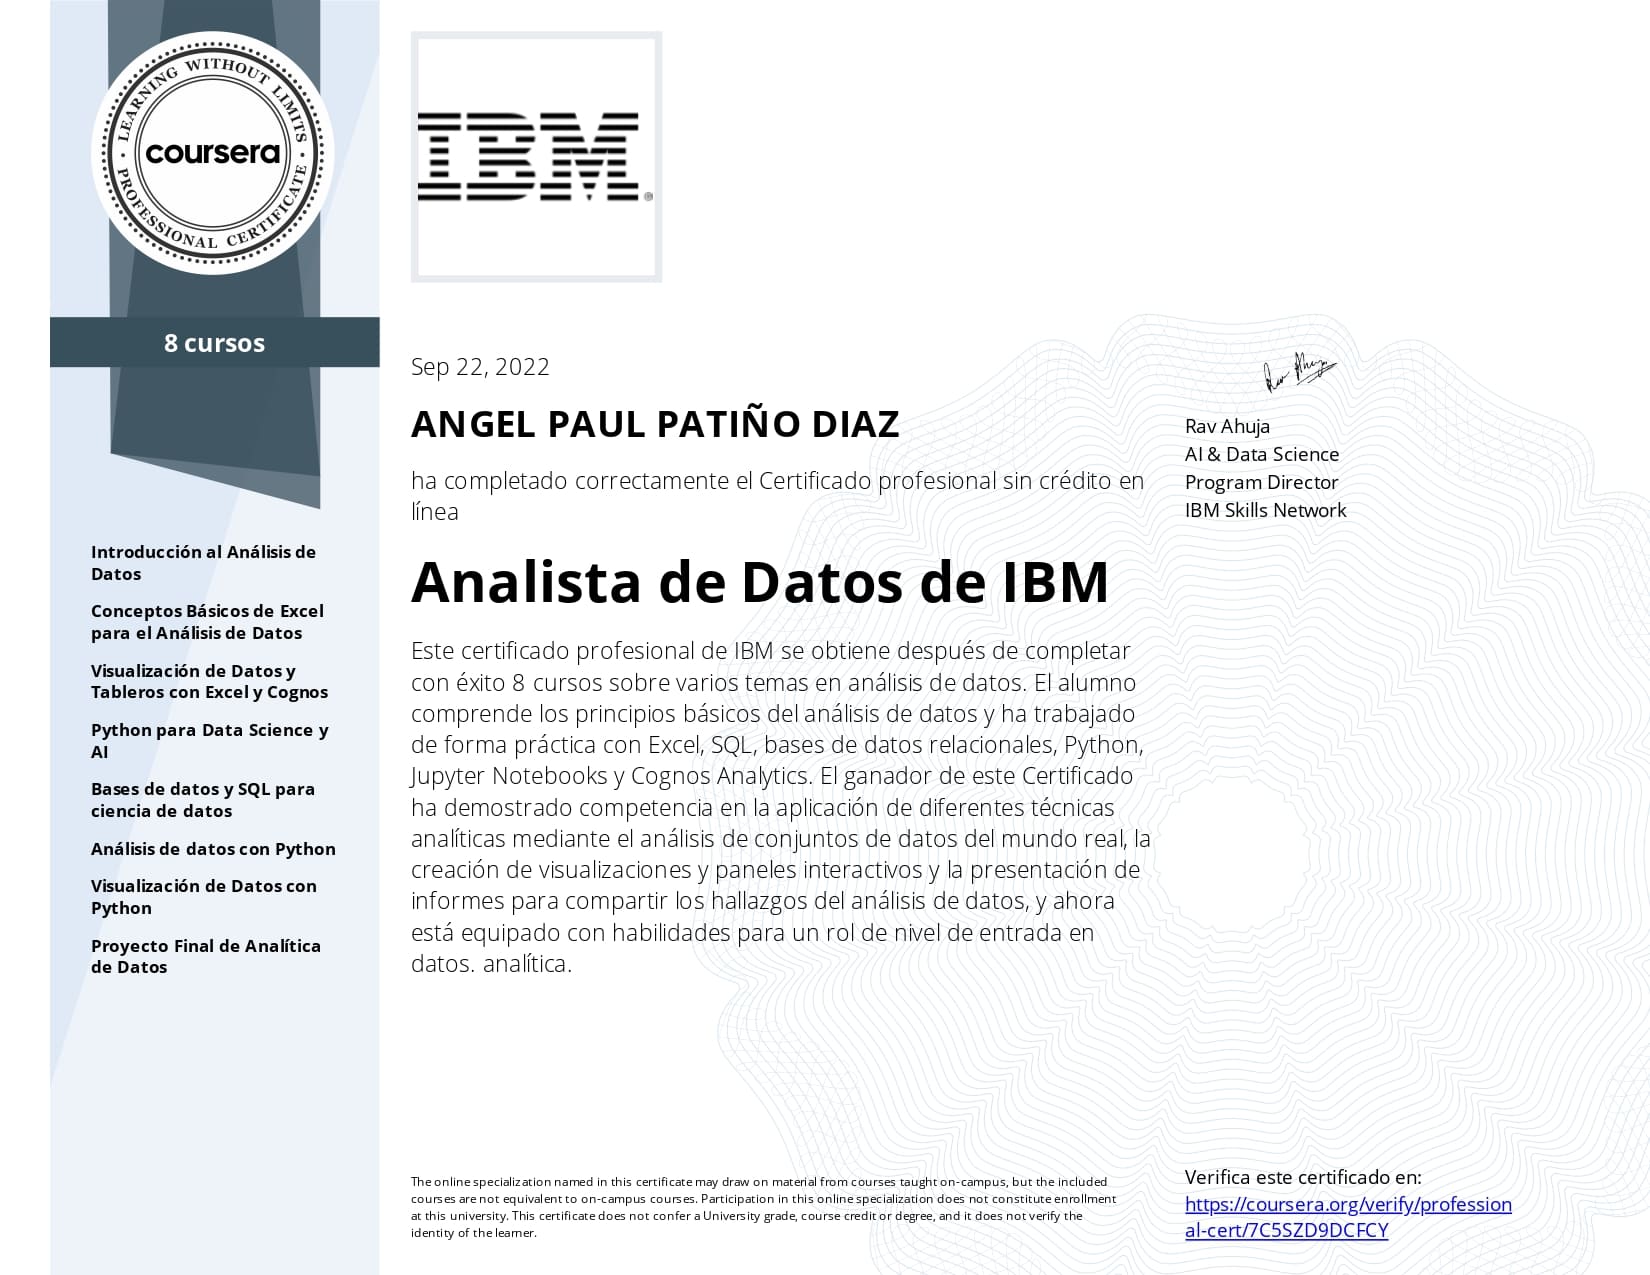 LEARNING WITHOUT LIMITS
coursera
PROFESSIONAL CERTIFICATE
IBM®
8 cursos
Introducción al Análisis de
Datos
Conceptos Básicos de Excel
para el Análisis de Datos
Visualización de Datos y
Tableros con Excel y Cognos
Python para Data Science y
AI
Bases de datos y SQL para
ciencia de datos
Análisis de datos con Python
Visualización de Datos con
Python
Proyecto Final de Analítica
de Datos
Sep 22, 2022
ANGEL PAUL PATIÑO DIAZ
ha completado correctamente el Certificado profesional sin crédito en
línea
Analista de Datos de IBM
Este certificado profesional de IBM se obtiene después de completar
con éxito 8 cursos sobre varios temas en análisis de datos. El alumno
comprende los principios básicos del análisis de datos y ha trabajado
de forma práctica con Excel, SQL, bases de datos relacionales, Python,
Jupyter Notebooks y Cognos Analytics. El ganador de este Certificado
ha demostrado competencia en la aplicación de diferentes técnicas
analíticas mediante el análisis de conjuntos de datos del mundo real, la
creación de visualizaciones y paneles interactivos y la presentación de
informes para compartir los hallazgos del análisis de datos, y ahora
está equipado con habilidades para un rol de nivel de entrada en
datos. analítica.
Rav Ahuja
AI & Data Science
Program Director
IBM Skills Network
The online specialization named in this certificate may draw on material from courses taught on-campus, but the included
courses are not equivalent to on-campus courses. Participation in this online specialization does not constitute enrollment
at this university. This certificate does not confer a University grade, course credit or degree, and it does not verify the
identity of the learner.
Verifica este certificado en:
https://coursera.org/verify/profession
al-cert/7C5SZD9DCFCY